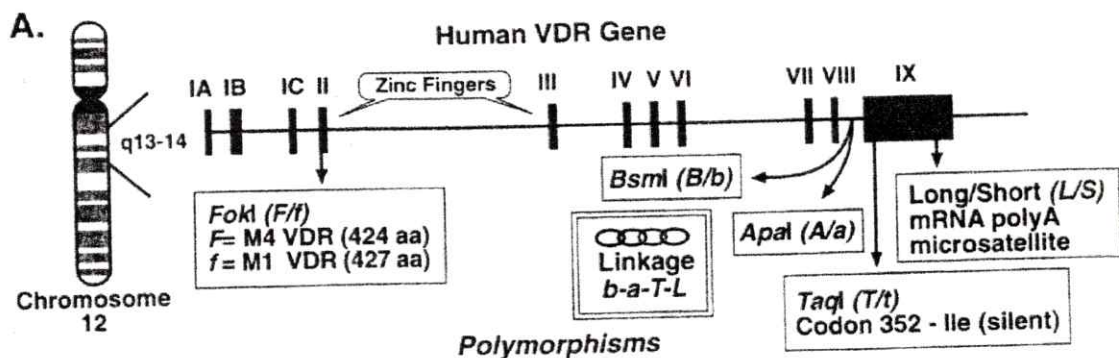 A.
Human VDR Gene
IA IB IC II Zinc Fingers III IV V VI VII VIII IX
q13-14
FokI (F/f)
F= M4 VDR (424 aa)
f = M1 VDR (427 aa)
BsmI (B/b)
Linkage
b-a-T-L
ApaI (A/a)
Long/Short (L/S)
mRNA polyA
microsatellite
TaqI (T/t)
Codon 352 - Ile (silent)
Chromosome
12
Polymorphisms